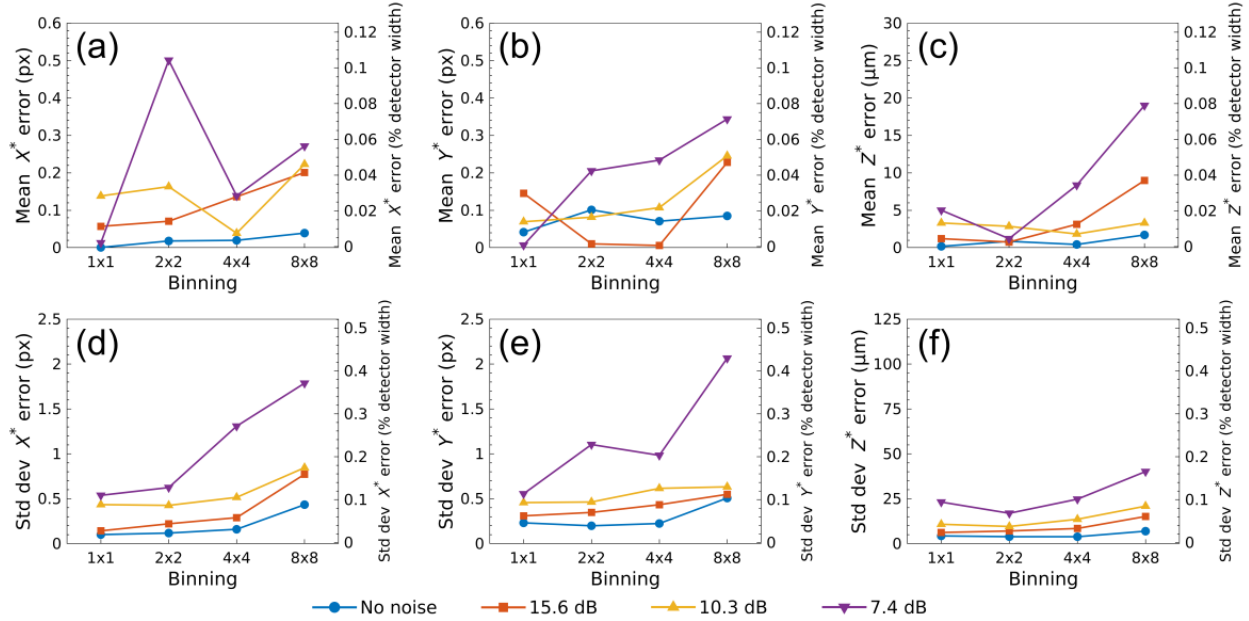 (a)
Mean X* error (px)
0.6
0.5
0.4
0.3
0.2
0.1
0
0.12
0.1
0.08
0.06
0.04
0.02
0
Mean X* error (% detector width)
1x1 2x2 4x4 8x8
Binning
(b)
Mean Y* error (px)
0.6
0.5
0.4
0.3
0.2
0.1
0
0.12
0.1
0.08
0.06
0.04
0.02
0
Mean Y* error (% detector width)
1x1 2x2 4x4 8x8
Binning
(c)
Mean Z* error (μm)
30
25
20
15
10
5
0
0.12
0.1
0.08
0.06
0.04
0.02
0
Mean Z* error (% detector width)
1x1 2x2 4x4 8x8
Binning
(d)
Std dev X* error (px)
2.5
2
1.5
1
0.5
0
0.5
0.4
0.3
0.2
0.1
0
Std dev X* error (% detector width)
1x1 2x2 4x4 8x8
Binning
(e)
Std dev Y* error (px)
2.5
2
1.5
1
0.5
0
0.5
0.4
0.3
0.2
0.1
0
Std dev Y* error (% detector width)
1x1 2x2 4x4 8x8
Binning
(f)
Std dev Z* error (μm)
125
100
75
50
25
0
0.5
0.4
0.3
0.2
0.1
0
Std dev Z* error (% detector width)
1x1 2x2 4x4 8x8
Binning
No noise 15.6 dB 10.3 dB 7.4 dB